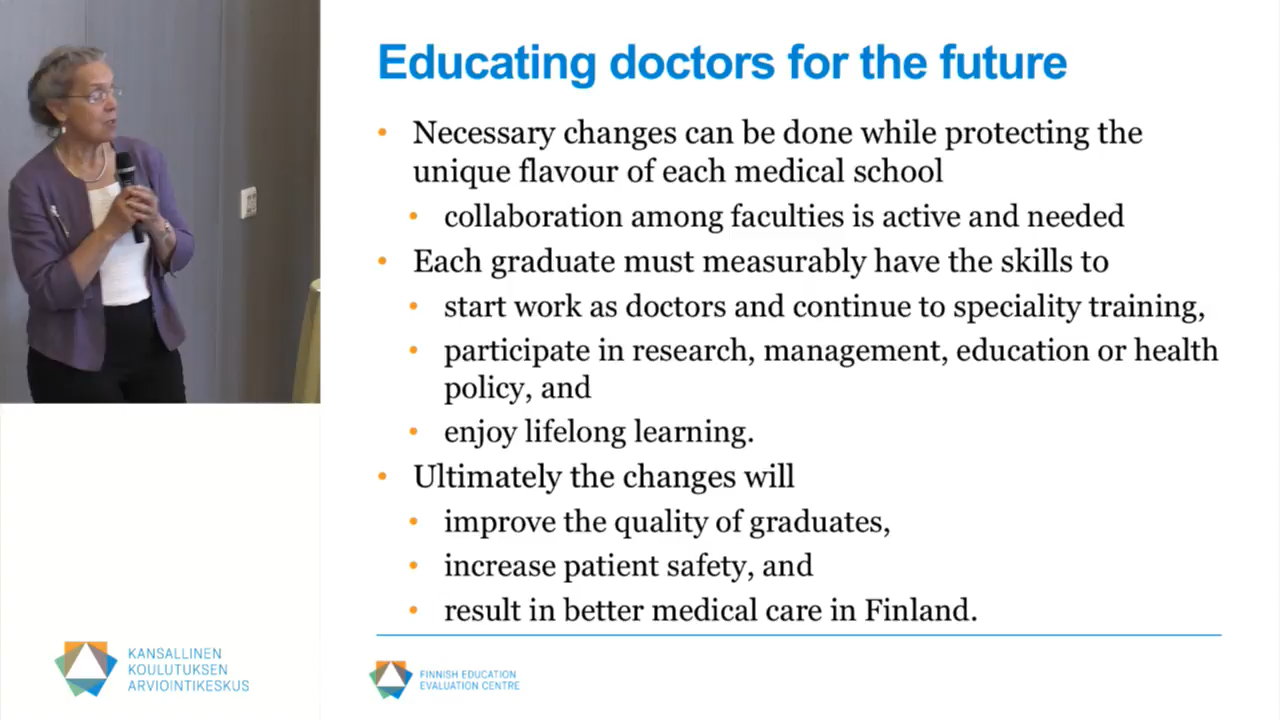 Educating doctors for the future
• Necessary changes can be done while protecting the
unique flavour of each medical school
• collaboration among faculties is active and needed
• Each graduate must measurably have the skills to
• start work as doctors and continue to speciality training,
• participate in research, management, education or health
policy, and
• enjoy lifelong learning.
• Ultimately the changes will
• improve the quality of graduates,
• increase patient safety, and
• result in better medical care in Finland.
KANSALLINEN
KOULUTUKSEN
ARVIOINTIKESKUS
FINNISH EDUCATION
EVALUATION CENTRE